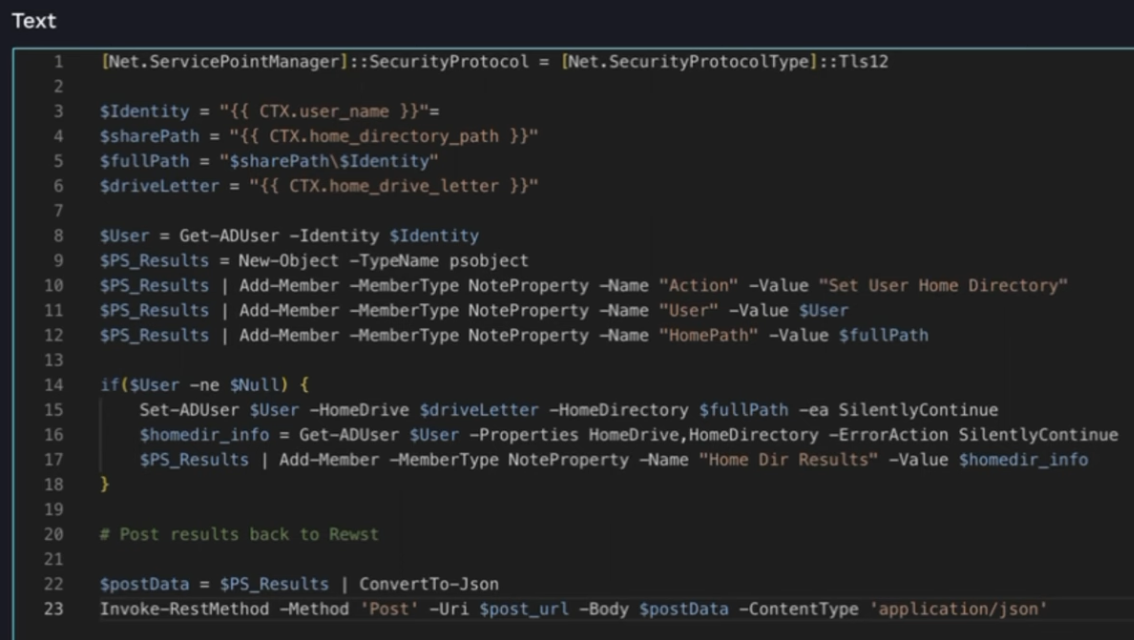 Text
1 [Net.ServicePointManager]::SecurityProtocol = [Net.SecurityProtocolType]::Tls12
2
3 $Identity = "{{ CTX.user_name }}"=
4 $sharePath = "{{ CTX.home_directory_path }}"
5 $fullPath = "$sharePath\$Identity"
6 $driveLetter = "{{ CTX.home_drive_letter }}"
7
8 $User = Get-ADUser -Identity $Identity
9 $PS_Results = New-Object -TypeName psobject
10 $PS_Results | Add-Member -MemberType NoteProperty -Name "Action" -Value "Set User Home Directory"
11 $PS_Results | Add-Member -MemberType NoteProperty -Name "User" -Value $User
12 $PS_Results | Add-Member -MemberType NoteProperty -Name "HomePath" -Value $fullPath
13
14 if($User -ne $Null) {
15     Set-ADUser $User -HomeDrive $driveLetter -HomeDirectory $fullPath -ea SilentlyContinue
16     $homedir_info = Get-ADUser $User -Properties HomeDrive,HomeDirectory -ErrorAction SilentlyContinue
17     $PS_Results | Add-Member -MemberType NoteProperty -Name "Home Dir Results" -Value $homedir_info
18 }
19
20 # Post results back to Rewst
21
22 $postData = $PS_Results | ConvertTo-Json
23 Invoke-RestMethod -Method 'Post' -Uri $post_url -Body $postData -ContentType 'application/json'